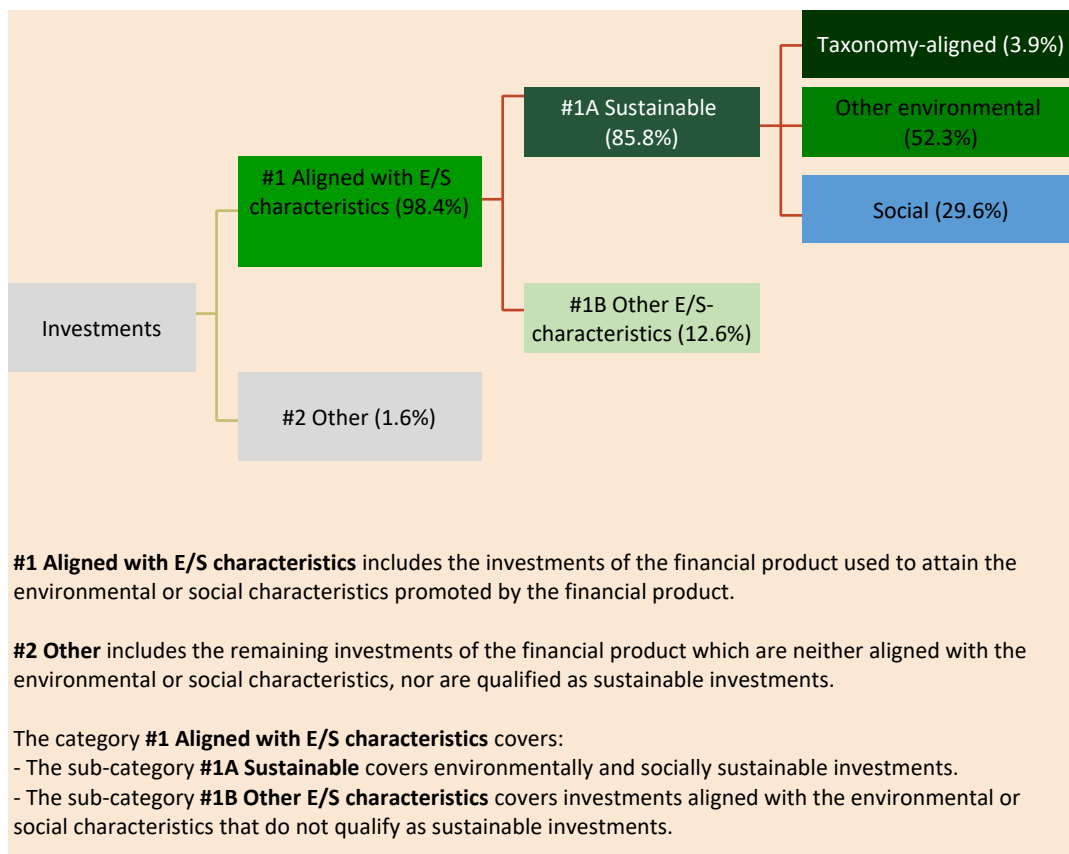 Taxonomy-aligned (3.9%)
#1A Sustainable
(85.8%)
Other environmental
(52.3%)
#1 Aligned with E/S
characteristics (98.4%)
Social (29.6%)
Investments
#1B Other E/S-
characteristics (12.6%)
#2 Other (1.6%)
#1 Aligned with E/S characteristics includes the investments of the financial product used to attain the
environmental or social characteristics promoted by the financial product.
#2 Other includes the remaining investments of the financial product which are neither aligned with the
environmental or social characteristics, nor are qualified as sustainable investments.
The category #1 Aligned with E/S characteristics covers:
- The sub-category #1A Sustainable covers environmentally and socially sustainable investments.
- The sub-category #1B Other E/S characteristics covers investments aligned with the environmental or
social characteristics that do not qualify as sustainable investments.